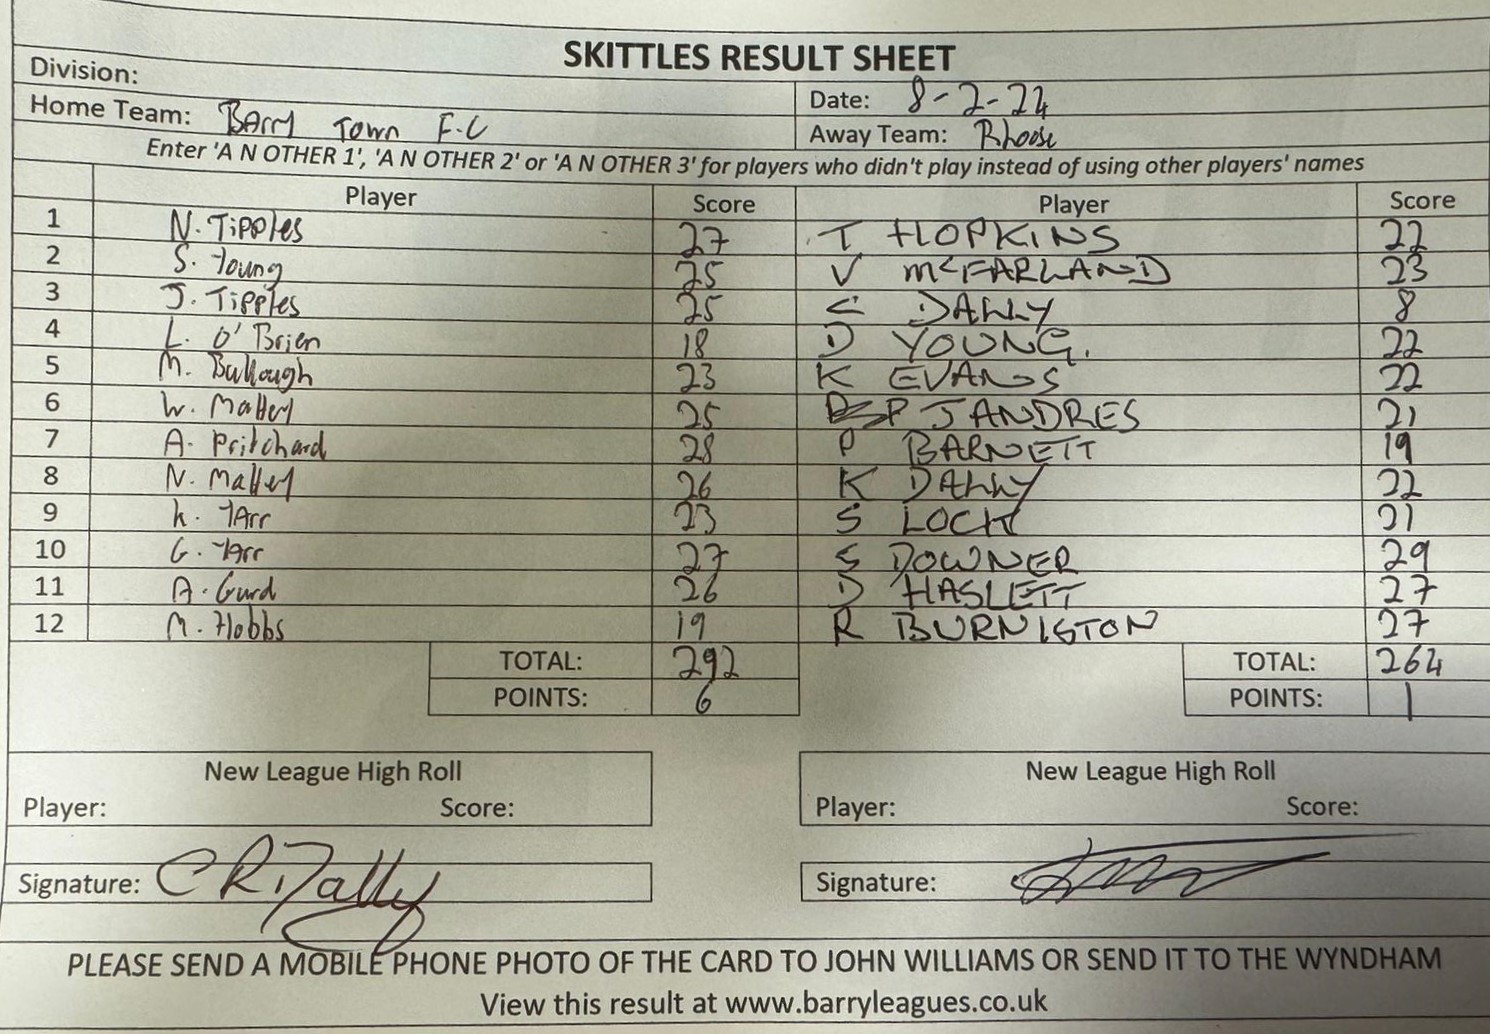 SKITTLES RESULT SHEET
Division:
Date: 8-2-24
Home Team: Barry Town F.C
Away Team: Rhoose
Enter 'A N OTHER 1', 'A N OTHER 2' or 'A N OTHER 3' for players who didn't play instead of using other players' names
Player Score Player Score
1 N. Tipples 27 T HOPKINS 22
2 S. Young 25 V McFARLAND 23
3 J. Tipples 25 C DALLY 8
4 L. O'Brien 18 D YOUNG. 22
5 M. Bullough 23 K EVANS 22
6 W. Mattey 25 P JANDRES 21
7 A. Pritchard 28 P BARNETT 19
8 N. Mattey 26 K DALLY 22
9 K. Tarr 23 S LOCK 21
10 G. Tarr 27 S DOWNER 29
11 A. Gurd 26 D HASLETT 27
12 M. Hobbs 19 R BURNISTON 27
TOTAL: 292 TOTAL: 264
POINTS: 6 POINTS: 1
New League High Roll New League High Roll
Player: Score: Player: Score:
Signature: C R Dally Signature:
PLEASE SEND A MOBILE PHONE PHOTO OF THE CARD TO JOHN WILLIAMS OR SEND IT TO THE WYNDHAM
View this result at www.barryleagues.co.uk